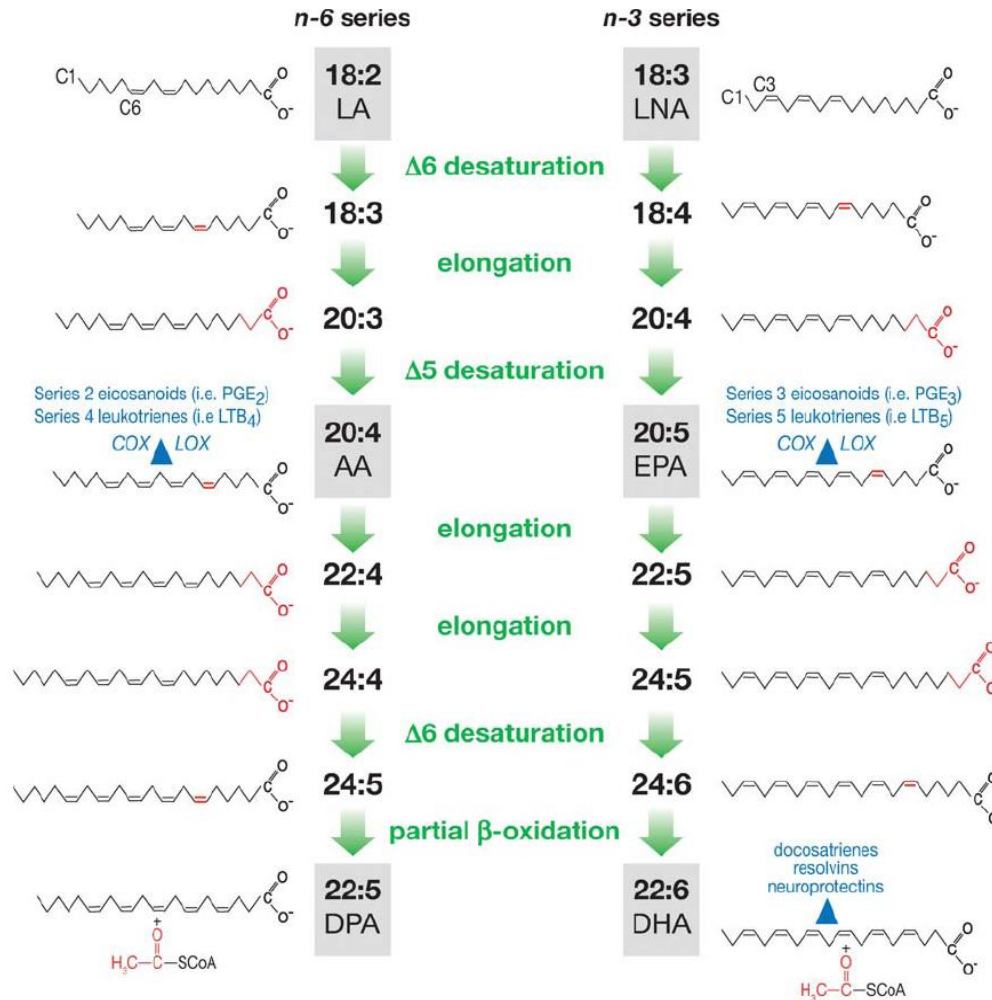 n-6 series
n-3 series
C1
C6
O
C
O-
18:2
LA
18:3
LNA
C1
C3
O
C
O-
Δ6 desaturation
O
C
O-
18:3
18:4
O
C
O-
elongation
O
C
O-
20:3
20:4
O
C
O-
Δ5 desaturation
Series 2 eicosanoids (i.e. PGE2)
Series 4 leukotrienes (i.e LTB4)
COX LOX
O
C
O-
20:4
AA
20:5
EPA
Series 3 eicosanoids (i.e. PGE3)
Series 5 leukotrienes (i.e LTB5)
COX LOX
O
C
O-
elongation
O
C
O-
22:4
22:5
O
C
O-
elongation
O
C
O-
24:4
24:5
O
C
O
Δ6 desaturation
O
C
O-
24:5
24:6
O
C
O
partial β-oxidation
O
C
O-
+
O
H3C-C-SCoA
22:5
DPA
22:6
DHA
docosatrienes
resolvins
neuroprotectins
O
C
O-
+
O
H3C-C-SCoA